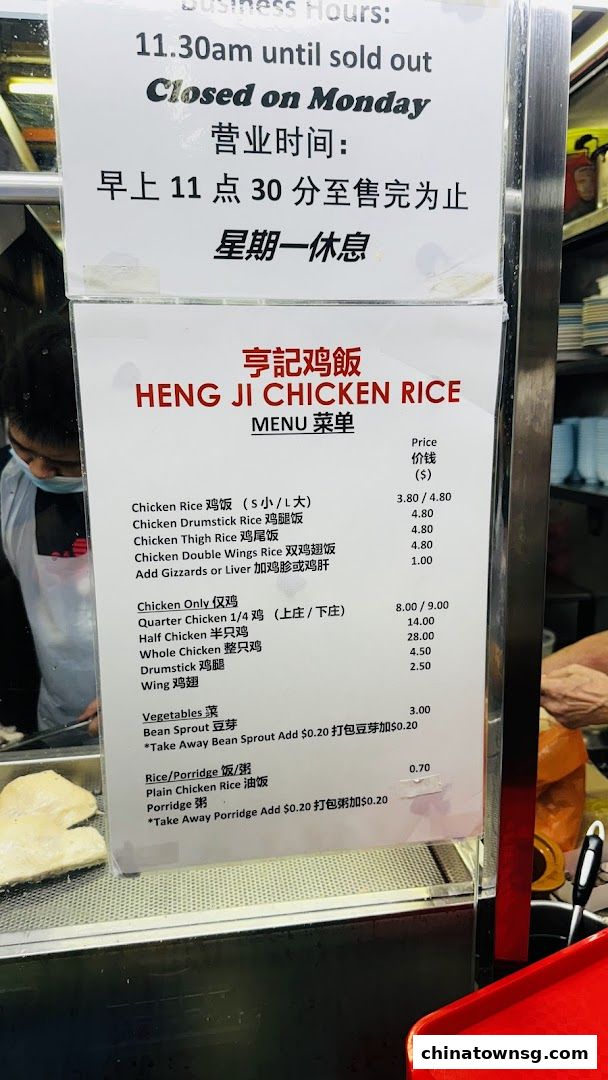 Business Hours:
11.30am until sold out
Closed on Monday
营业时间：
早上 11 点 30 分至售完为止
星期一休息
亨記鸡飯
HENG JI CHICKEN RICE
MENU 菜单
Price
价钱
($)
Chicken Rice 鸡饭 （ S 小 / L 大） 3.80 / 4.80
Chicken Drumstick Rice 鸡腿饭 4.80
Chicken Thigh Rice 鸡尾饭 4.80
Chicken Double Wings Rice 双鸡翅饭 4.80
Add Gizzards or Liver 加鸡胗或鸡肝 1.00
Chicken Only 仅鸡
Quarter Chicken 1/4 鸡 （上庄 / 下庄） 8.00 / 9.00
Half Chicken 半只鸡 14.00
Whole Chicken 整只鸡 28.00
Drumstick 鸡腿 4.50
Wing 鸡翅 2.50
Vegetables 菜
Bean Sprout 豆芽 3.00
*Take Away Bean Sprout Add $0.20 打包豆芽加$0.20
Rice/Porridge 饭/粥
Plain Chicken Rice 油饭 0.70
Porridge 粥
*Take Away Porridge Add $0.20 打包粥加$0.20
chinatownsg.com